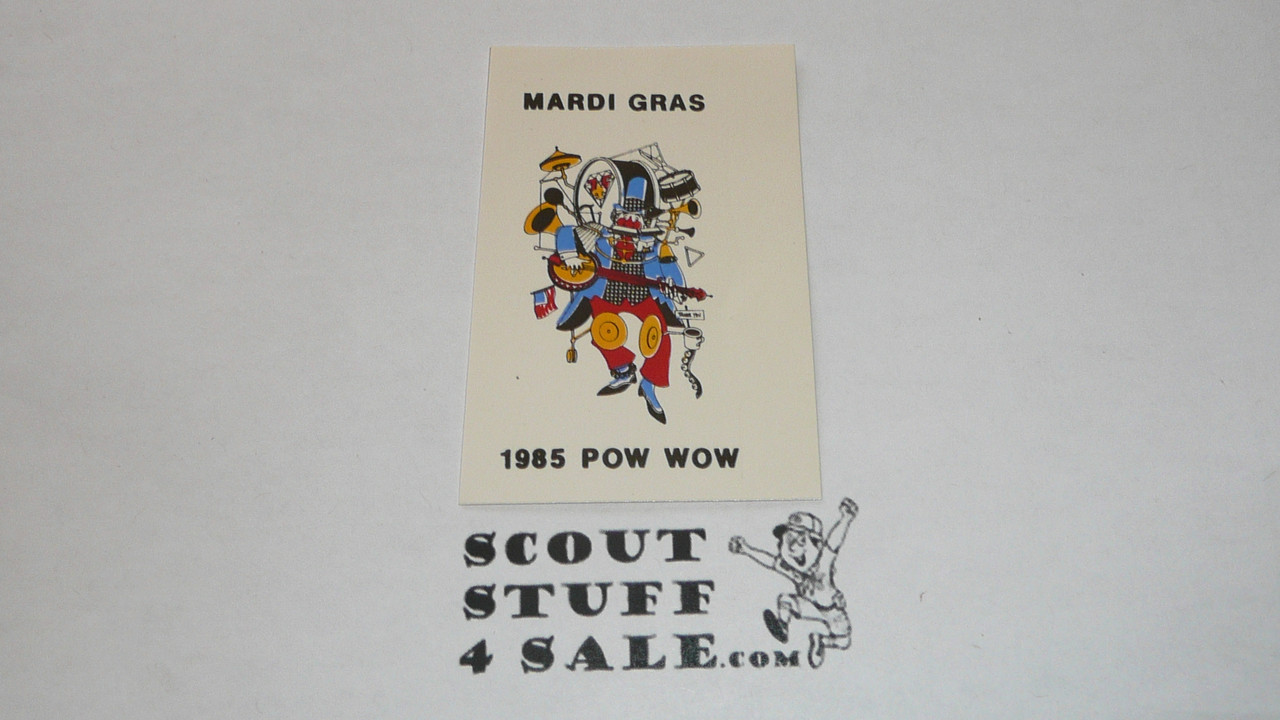 MARDI GRAS
1985 POW WOW
SCOUT
STUFF
4 SALE.COM